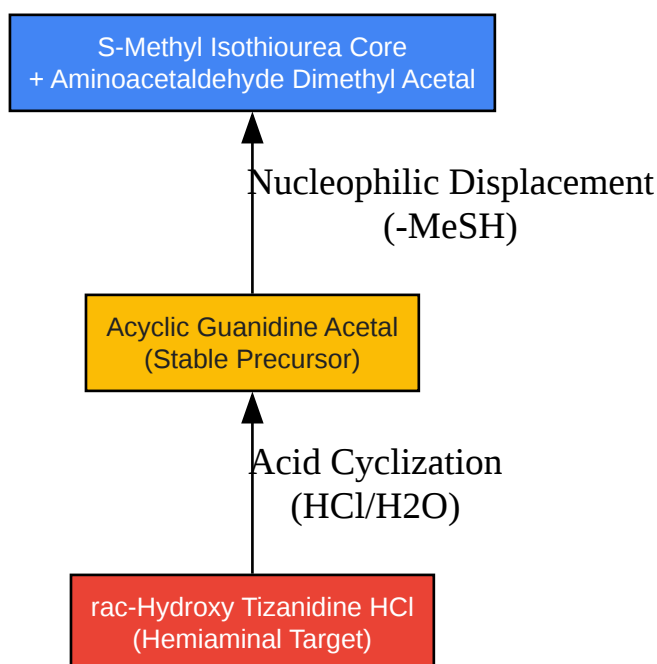 S-Methyl Isothiourea Core
+ Aminoacetaldehyde Dimethyl Acetal
Nucleophilic Displacement
(-MeSH)
Acyclic Guanidine Acetal
(Stable Precursor)
Acid Cyclization
(HCl/H2O)
rac-Hydroxy Tizanidine HCl
(Hemiaminal Target)